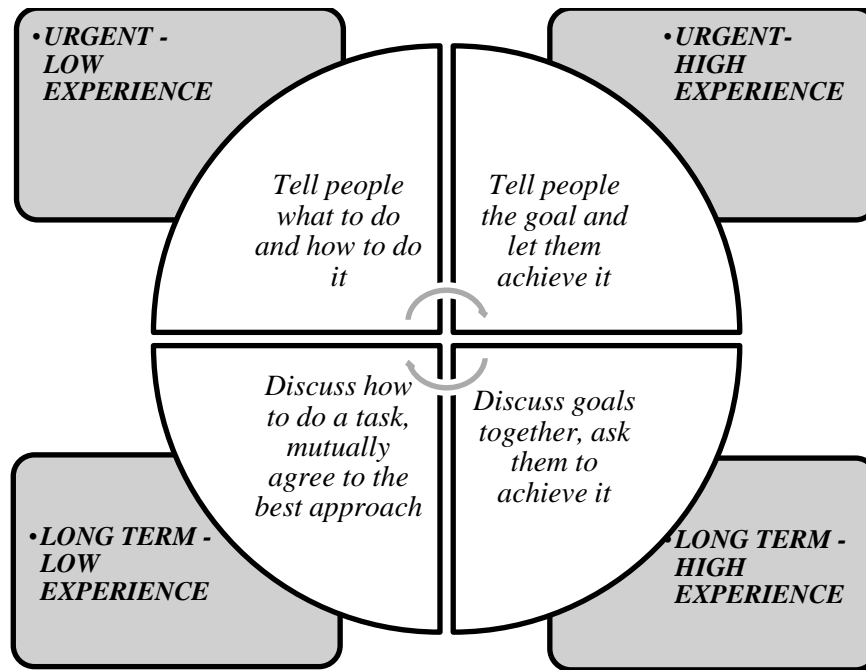 •URGENT -
LOW
EXPERIENCE
•URGENT-
HIGH
EXPERIENCE
Tell people
what to do
and how to do
it
Tell people
the goal and
let them
achieve it
Discuss how
to do a task,
mutually
agree to the
best approach
Discuss goals
together, ask
them to
achieve it
•LONG TERM -
LOW
EXPERIENCE
•LONG TERM -
HIGH
EXPERIENCE